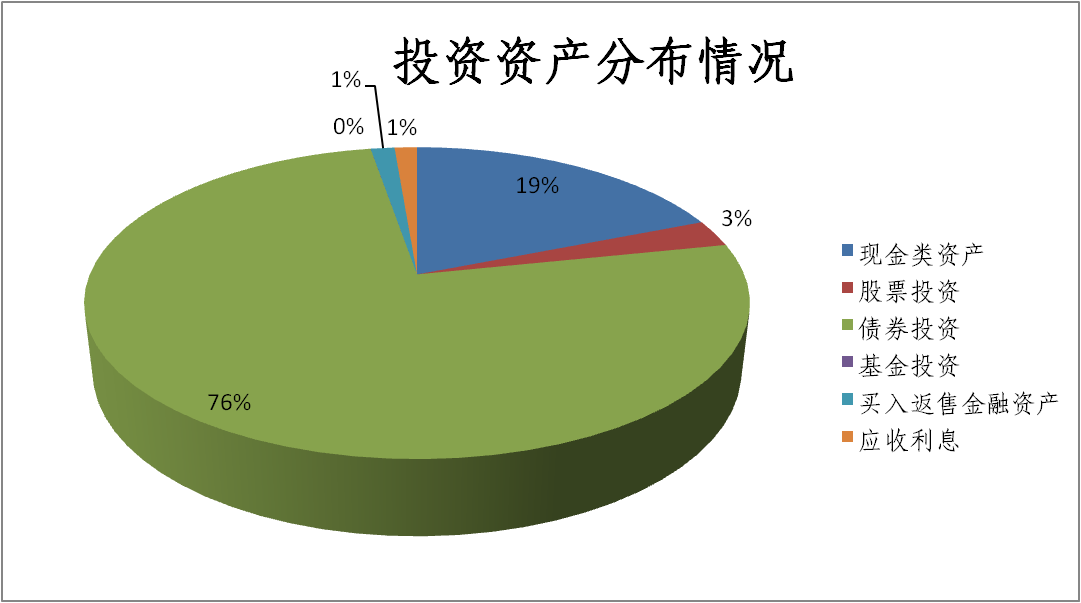 投资资产分布情况
1%
0%
1%
19%
3%
76%
现金类资产
股票投资
债券投资
基金投资
买入返售金融资产
应收利息